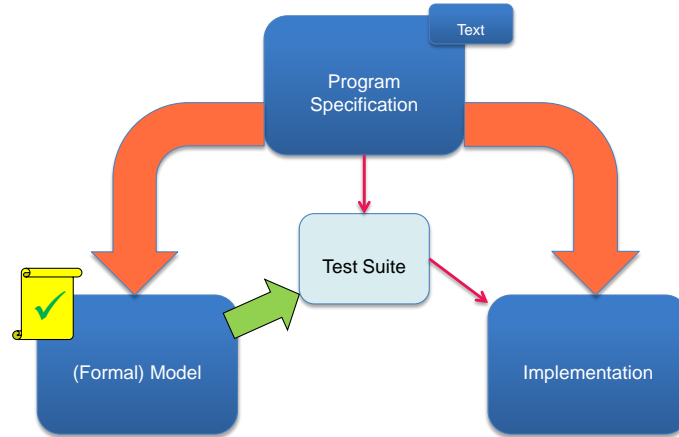 Text
Program
Specification
Test Suite
(Formal) Model
Implementation